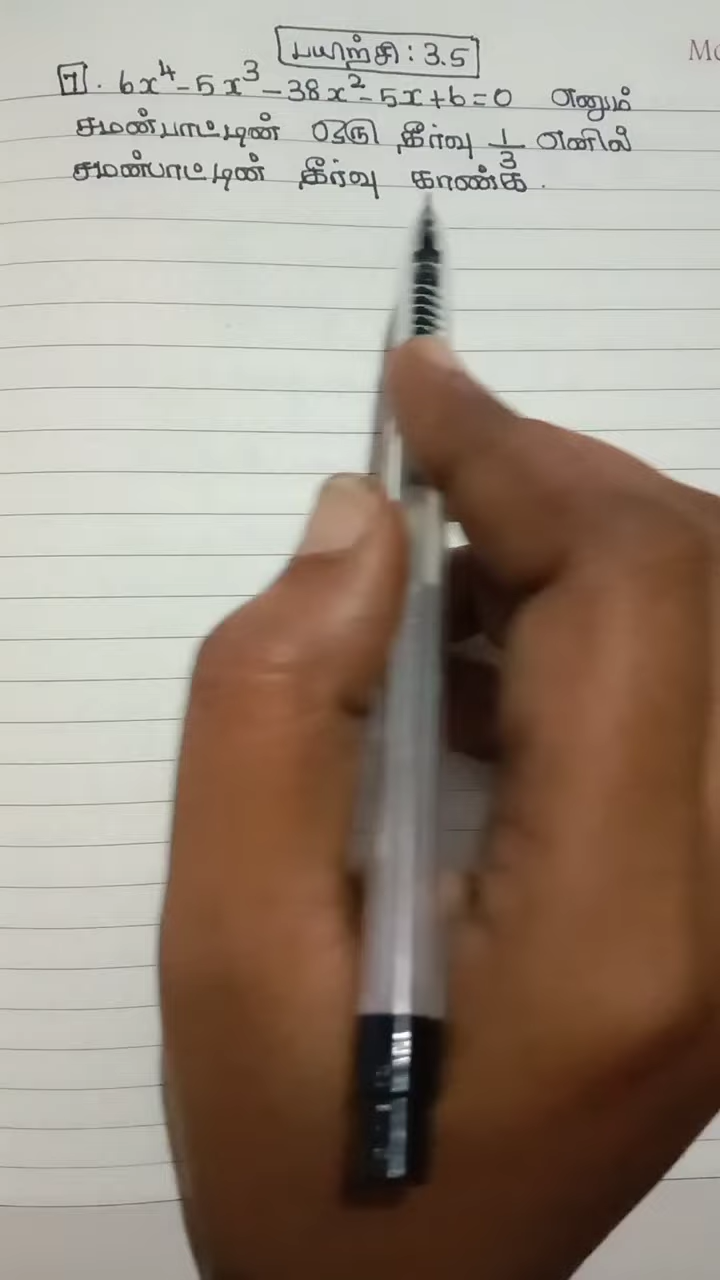 பயிற்சி : 3.5
7. 6x⁴ - 5x³ - 38x² - 5x + 6 = 0 எனும்
சமன்பாட்டின் ஒரு தீர்வு 1/3 எனில்
சமன்பாட்டின் தீர்வு காண்க.